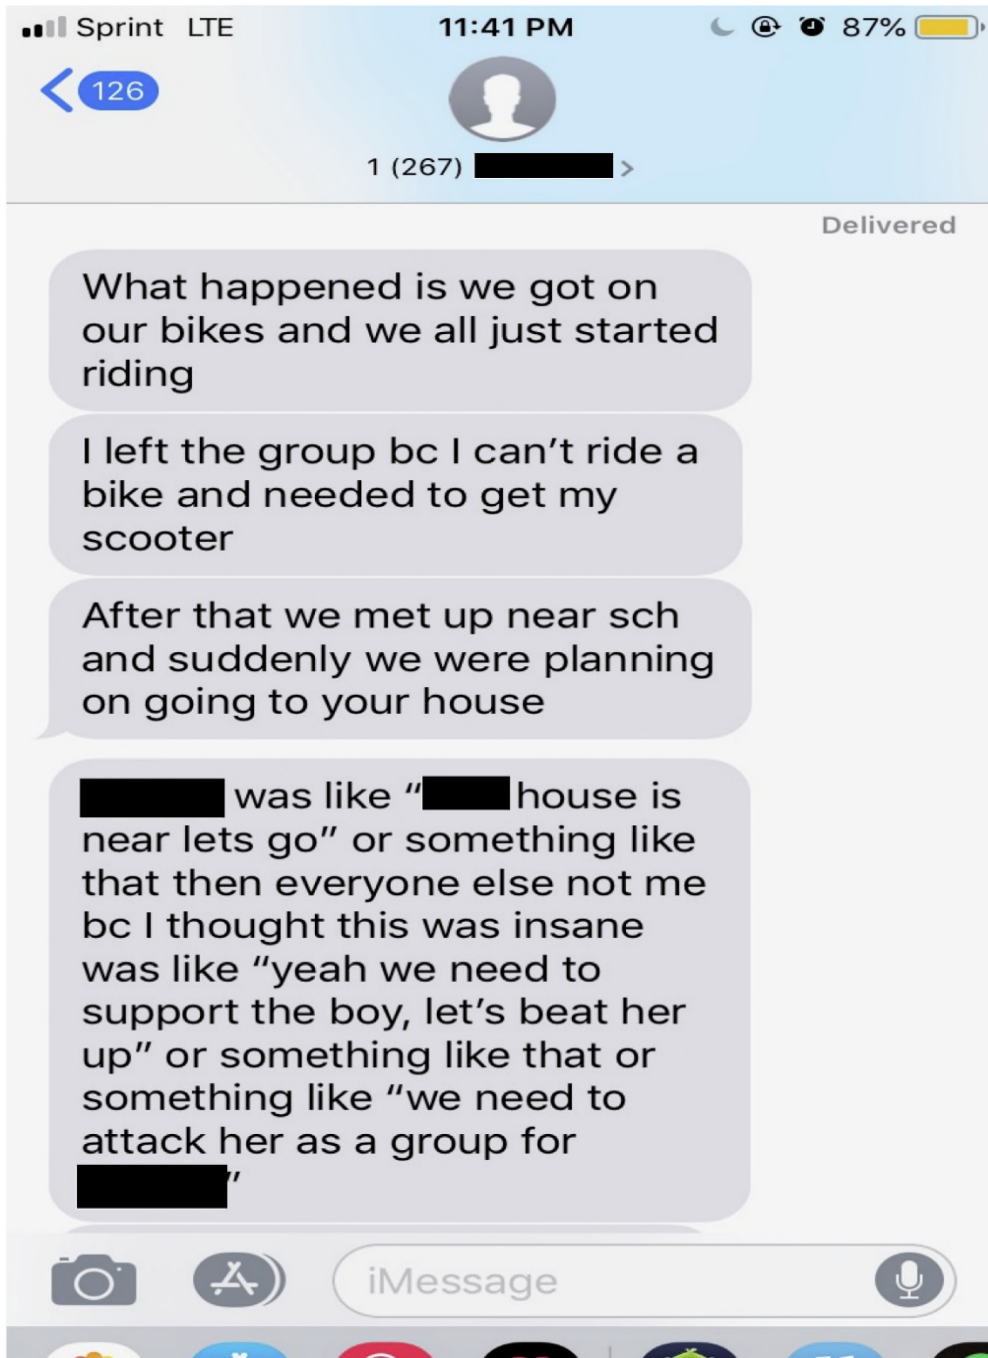 Sprint LTE 11:41 PM 87%
126
1 (267)
Delivered
What happened is we got on
our bikes and we all just started
riding
I left the group bc I can’t ride a
bike and needed to get my
scooter
After that we met up near sch
and suddenly we were planning
on going to your house
was like “ house is
near lets go” or something like
that then everyone else not me
bc I thought this was insane
was like “yeah we need to
support the boy, let’s beat her
up” or something like that or
something like “we need to
attack her as a group for
”
iMessage